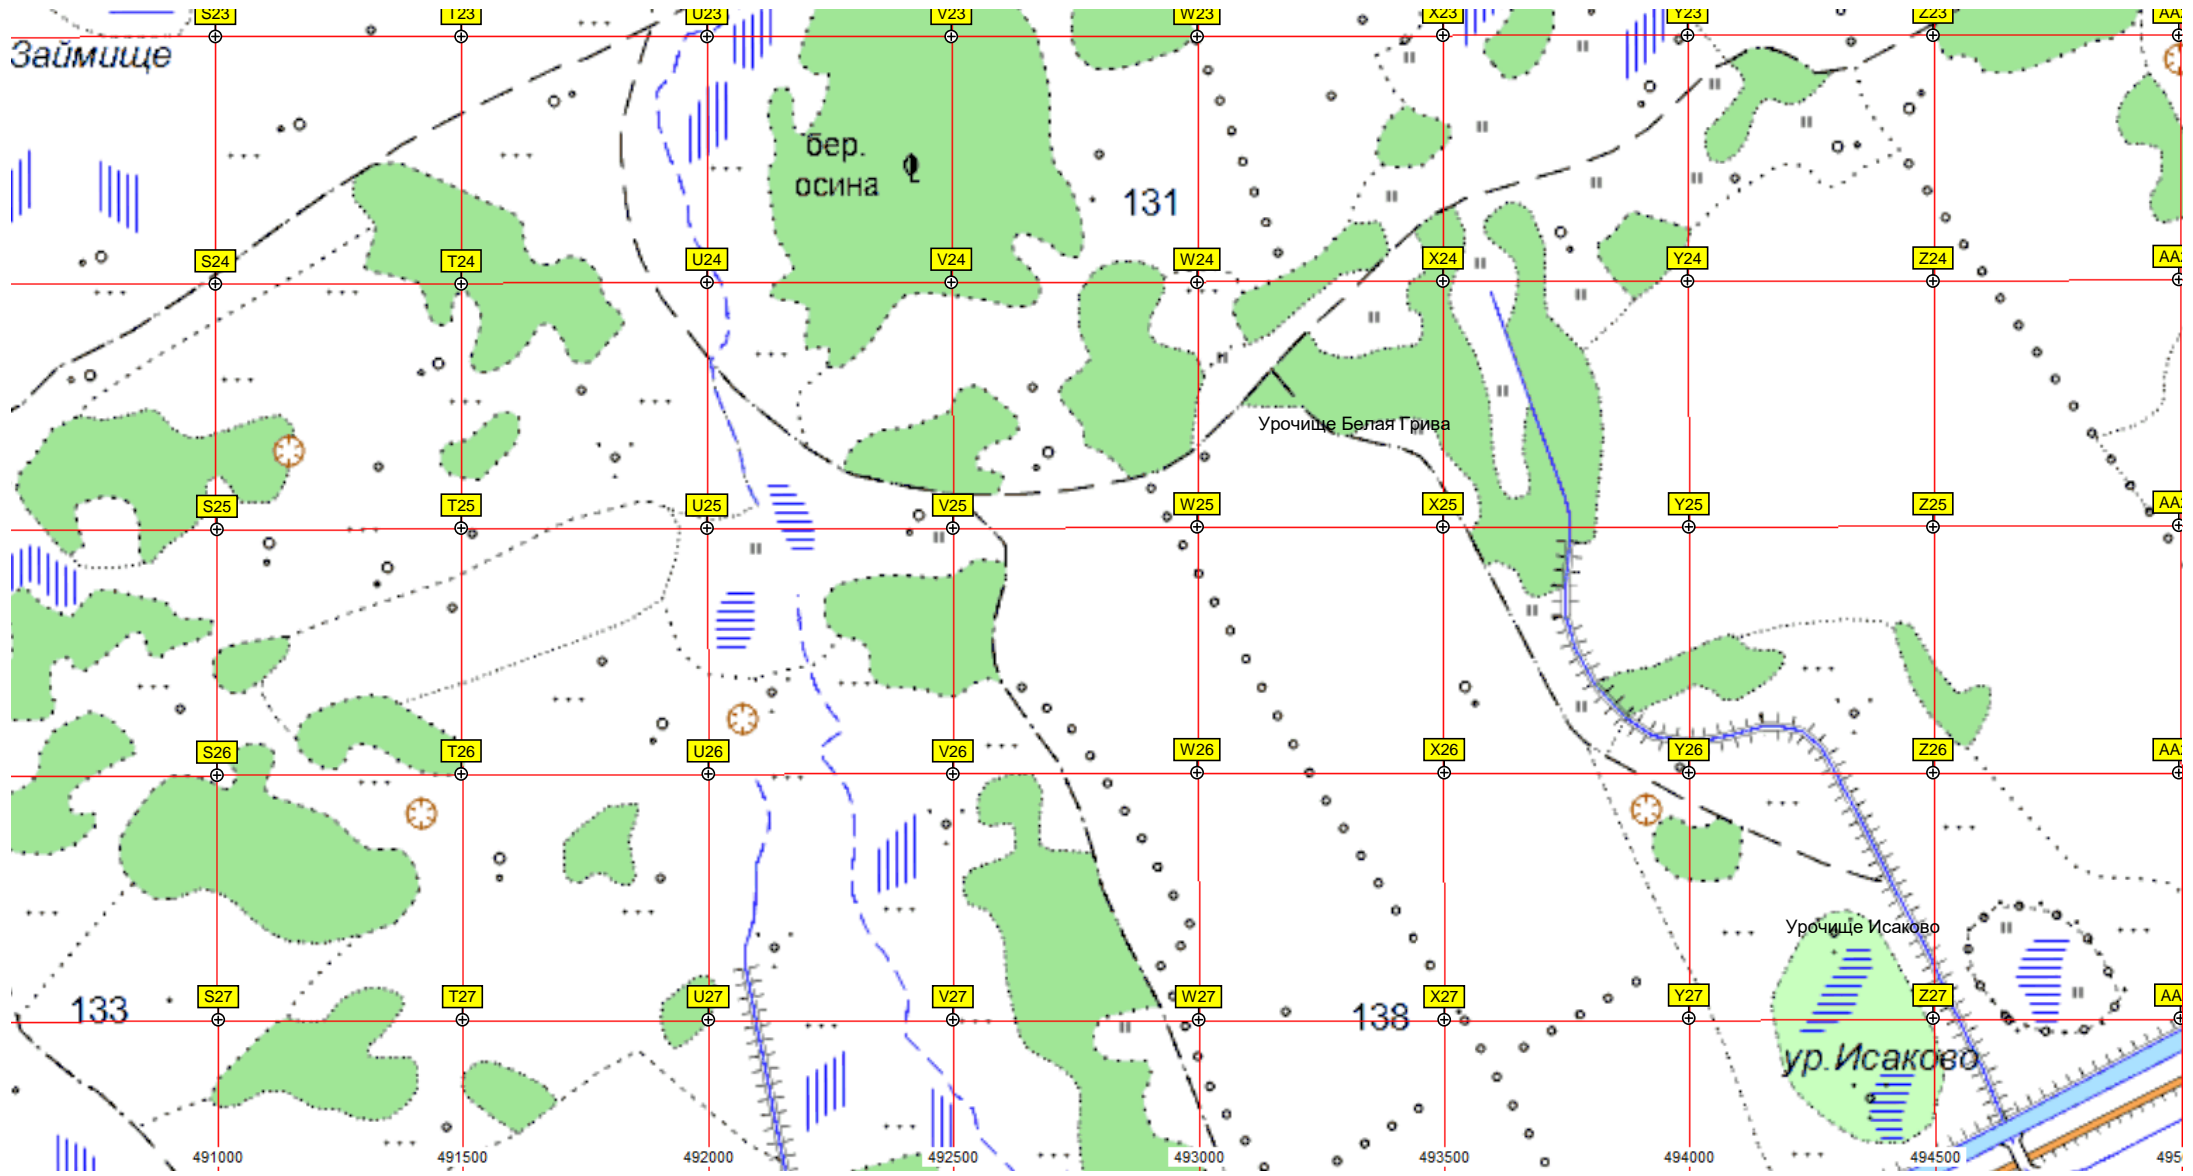 S23 T23 U23 V23 W23 X23 Y23 Z23
Займище
бер.
осина
131
S24 T24 U24 V24 W24 X24 Y24 Z24
Урочище Белая Грива
S25 T25 U25 V25 W25 X25 Y25 Z25
S26 T26 U26 V26 W26 X26 Y26 Z26
Урочище Исаково
S27 T27 U27 V27 W27 X27 Y27 Z27
133
138
ур.Исаково
491000 491500 492000 492500 493000 493500 494000 494500